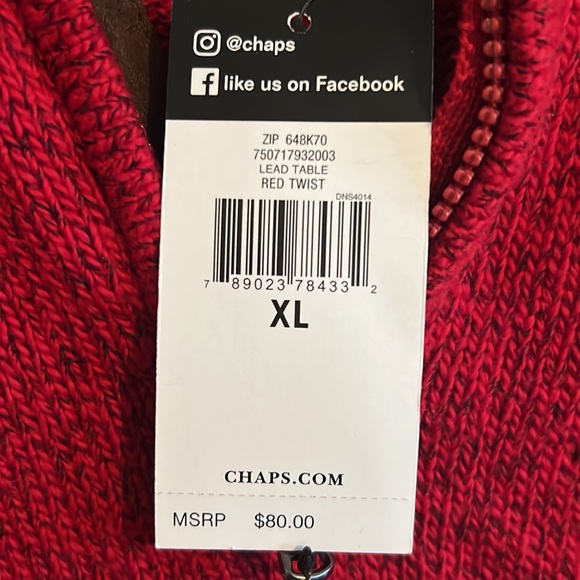 @chaps
like us on Facebook
ZIP 648K70
750717932003
LEAD TABLE
RED TWIST
DNS4014
7 89023 78433 2
XL
CHAPS.COM
MSRP $80.00